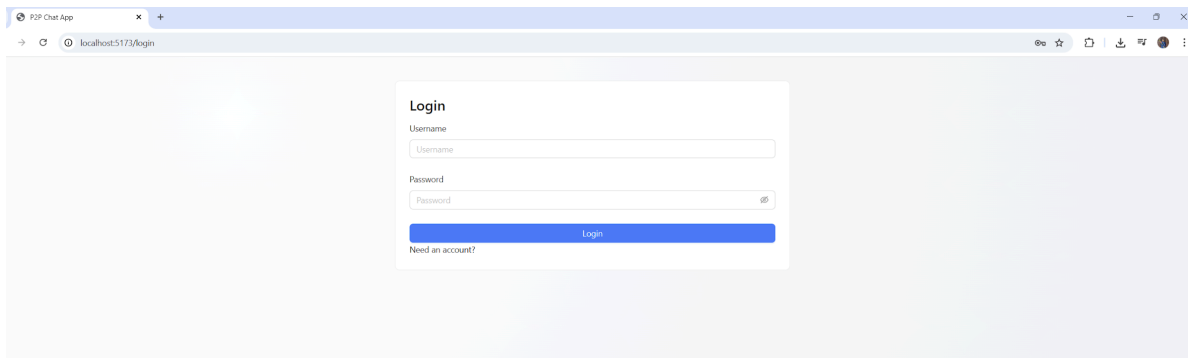 P2P Chat App
localhost:5173/login
Login
Username
Username
Password
Password
Login
Need an account?